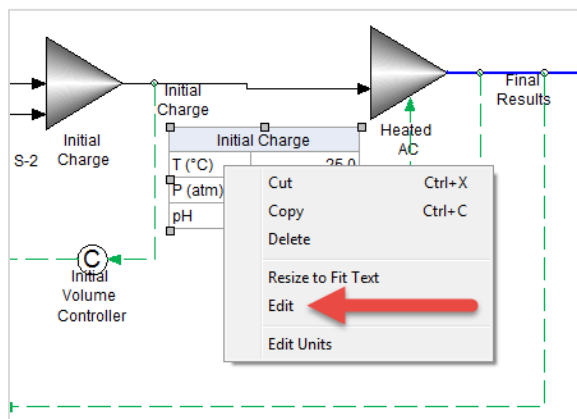 Initial
Charge
Final
Results
S-2
Initial
Charge
Heated
AC
Initial Charge
T (°C)
25.0
P (atm)
pH
Cut Ctrl+X
Copy Ctrl+C
Delete
Resize to Fit Text
Edit
Edit Units
C
Initial
Volume
Controller